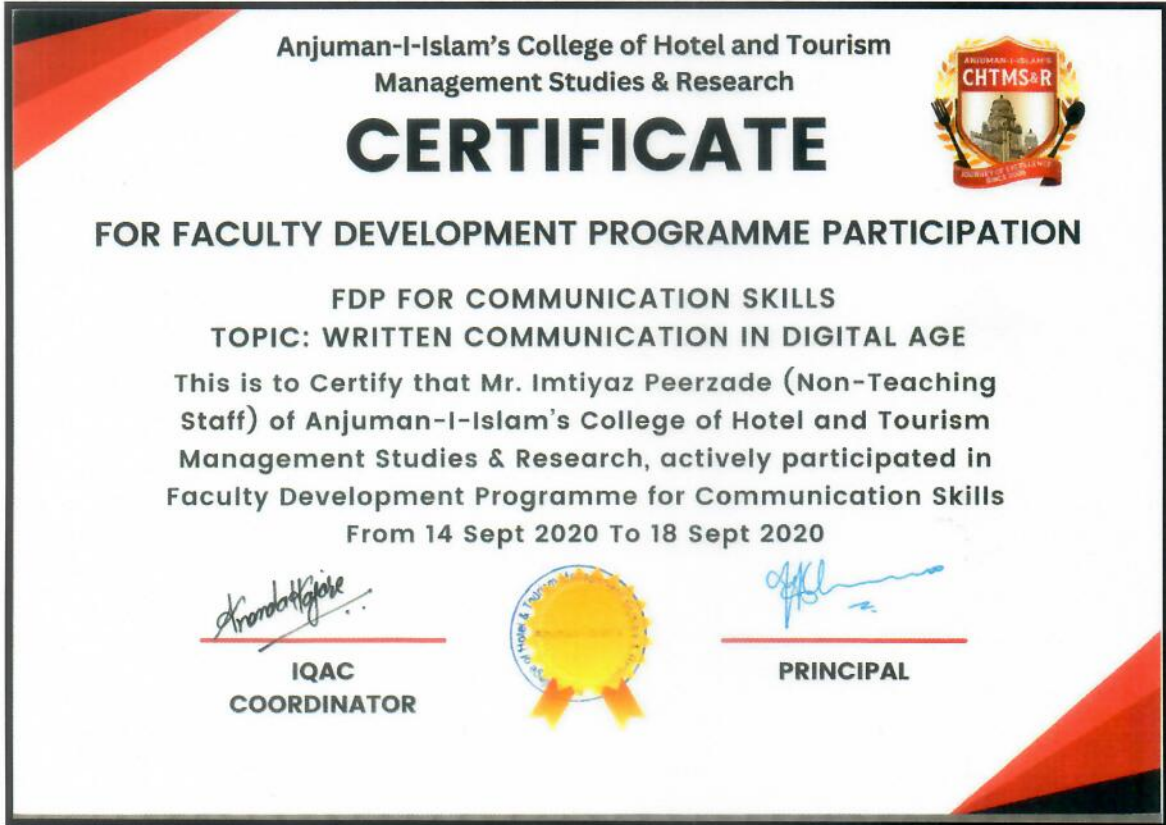 Anjuman-I-Islam's College of Hotel and Tourism
Management Studies & Research
ANJUMAN-I-ISLAM'S
CHTMS&R
JOURNEY OF EXCELLENCE
CERTIFICATE
FOR FACULTY DEVELOPMENT PROGRAMME PARTICIPATION
FDP FOR COMMUNICATION SKILLS
TOPIC: WRITTEN COMMUNICATION IN DIGITAL AGE
This is to Certify that Mr. Imtiyaz Peerzade (Non-Teaching
Staff) of Anjuman-I-Islam's College of Hotel and Tourism
Management Studies & Research, actively participated in
Faculty Development Programme for Communication Skills
From 14 Sept 2020 To 18 Sept 2020
IQAC
COORDINATOR
PRINCIPAL